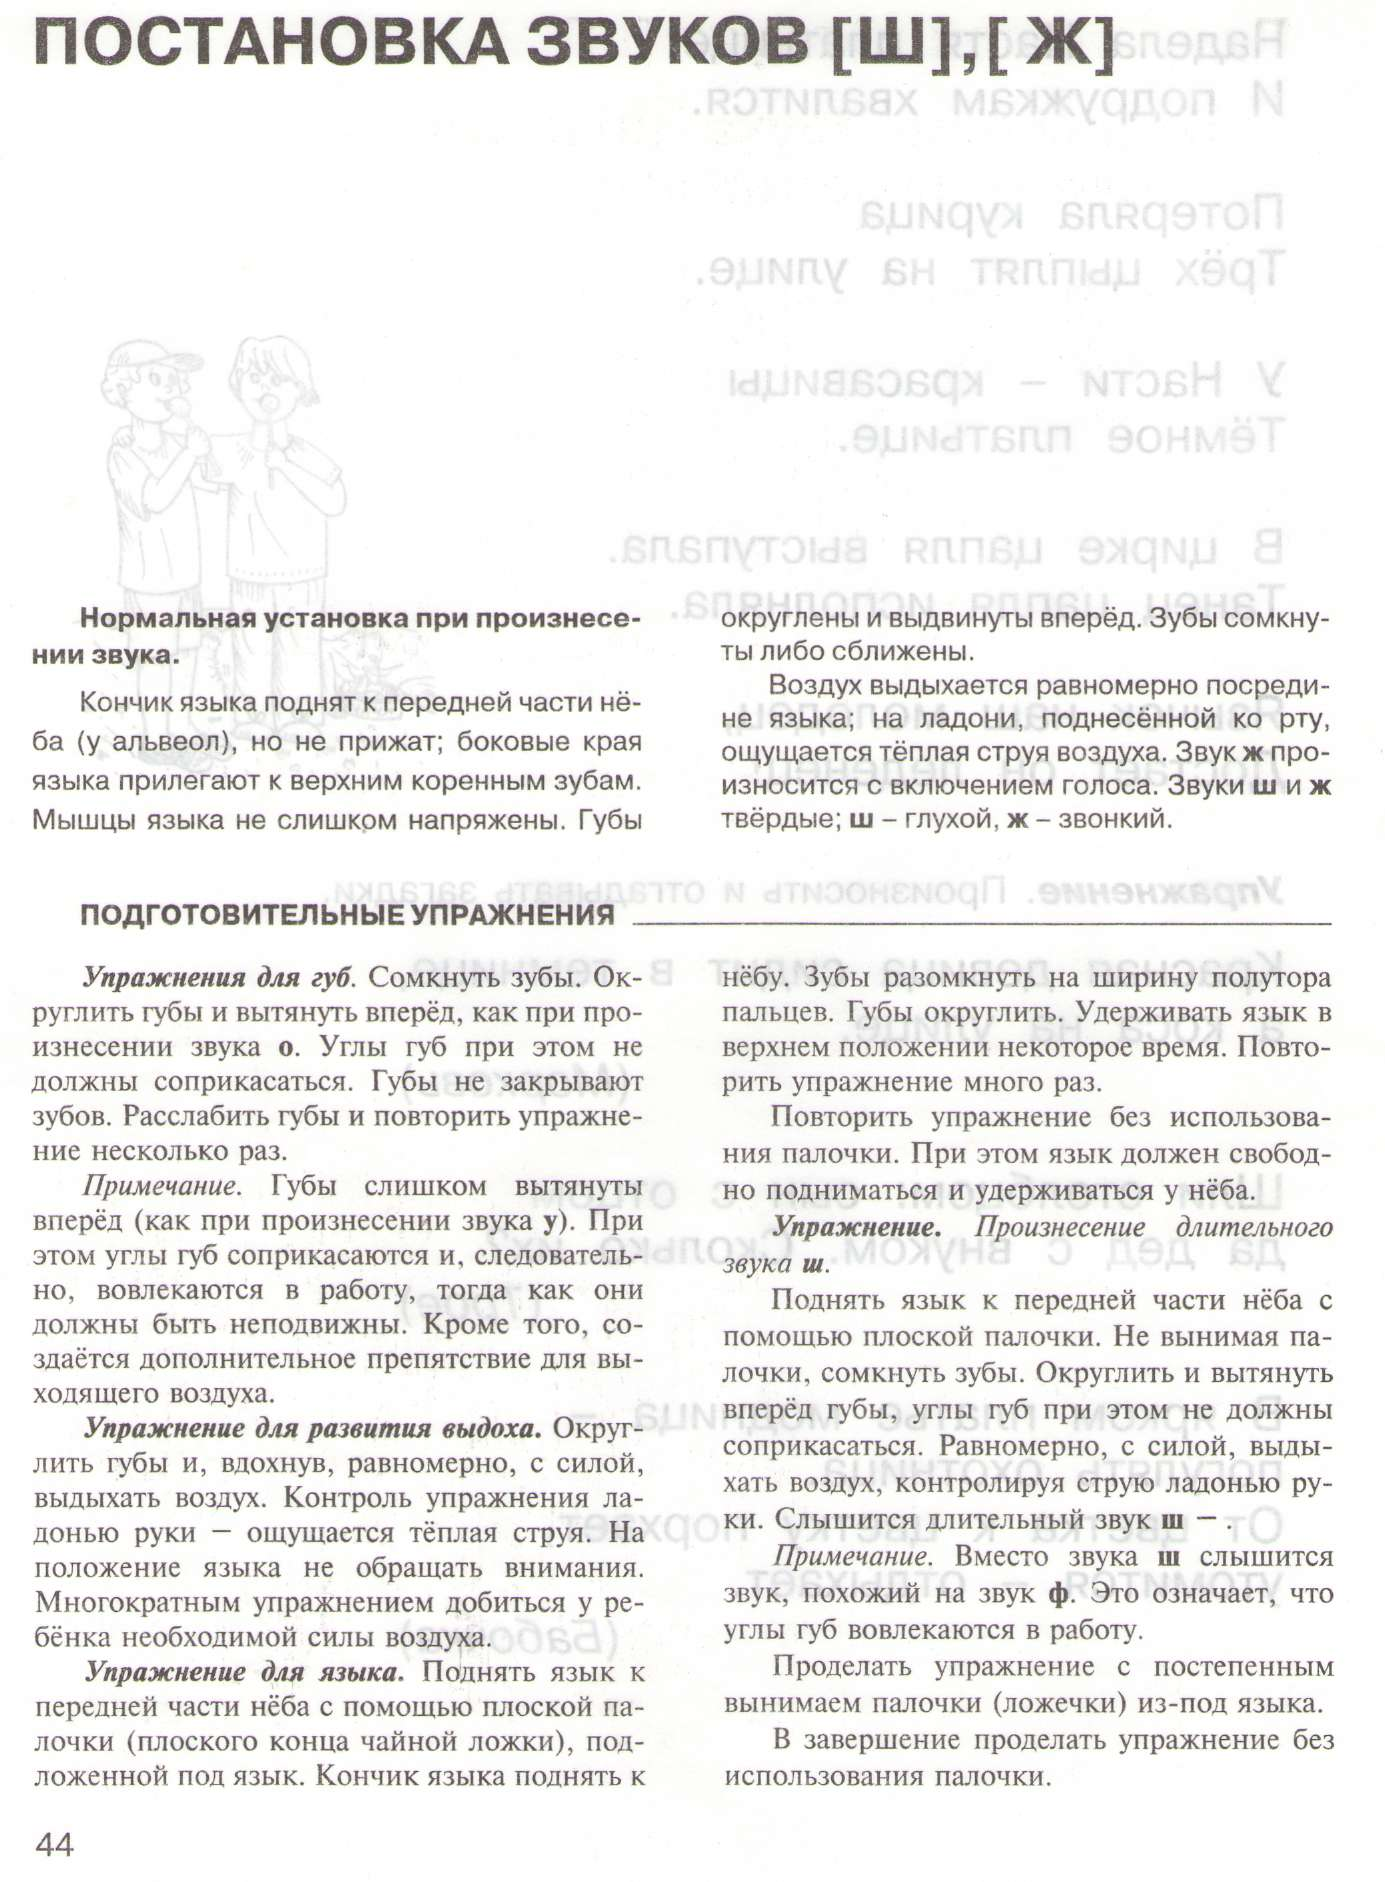 ПОСТАНОВКА ЗВУКОВ [Ш],[ Ж]
Нормальная установка при произнесе-
нии звука.
Кончик языка поднят к передней части нё-
ба (у альвеол), но не прижат; боковые края
языка прилегают к верхним коренным зубам.
Мышцы языка не слишком напряжены. Губы
округлены и выдвинуты вперёд. Зубы сомкну-
ты либо сближены.
Воздух выдыхается равномерно посреди-
не языка; на ладони, поднесённой ко рту,
ощущается тёплая струя воздуха. Звук ж про-
износится с включением голоса. Звуки ш и ж
твёрдые; ш – глухой, ж – звонкий.
ПОДГОТОВИТЕЛЬНЫЕ УПРАЖНЕНИЯ
Упражнения для губ. Сомкнуть зубы. Ок-
руглить губы и вытянуть вперёд, как при про-
изнесении звука о. Углы губ при этом не
должны соприкасаться. Губы не закрывают
зубов. Расслабить губы и повторить упражне-
ние несколько раз.
Примечание. Губы слишком вытянуты
вперёд (как при произнесении звука у). При
этом углы губ соприкасаются и, следователь-
но, вовлекаются в работу, тогда как они
должны быть неподвижны. Кроме того, со-
здаётся дополнительное препятствие для вы-
ходящего воздуха.
Упражнение для развития выдоха. Округ-
лить губы и, вдохнув, равномерно, с силой,
выдыхать воздух. Контроль упражнения ла-
донью руки – ощущается тёплая струя. На
положение языка не обращать внимания.
Многократным упражнением добиться у ре-
бёнка необходимой силы воздуха.
Упражнение для языка. Поднять язык к
передней части нёба с помощью плоской па-
лочки (плоского конца чайной ложки), под-
ложенной под язык. Кончик языка поднять к
нёбу. Зубы разомкнуть на ширину полутора
пальцев. Губы округлить. Удерживать язык в
верхнем положении некоторое время. Повто-
рить упражнение много раз.
Повторить упражнение без использова-
ния палочки. При этом язык должен свобод-
но подниматься и удерживаться у нёба.
Упражнение. Произнесение длительного
звука ш.
Поднять язык к передней части нёба с
помощью плоской палочки. Не вынимая па-
лочки, сомкнуть зубы. Округлить и вытянуть
вперёд губы, углы губ при этом не должны
соприкасаться. Равномерно, с силой, выды-
хать воздух, контролируя струю ладонью ру-
ки. Слышится длительный звук ш – .
Примечание. Вместо звука ш слышится
звук, похожий на звук ф. Это означает, что
углы губ вовлекаются в работу.
Проделать упражнение с постепенным
вынимаем палочки (ложечки) из-под языка.
В завершение проделать упражнение без
использования палочки.
44